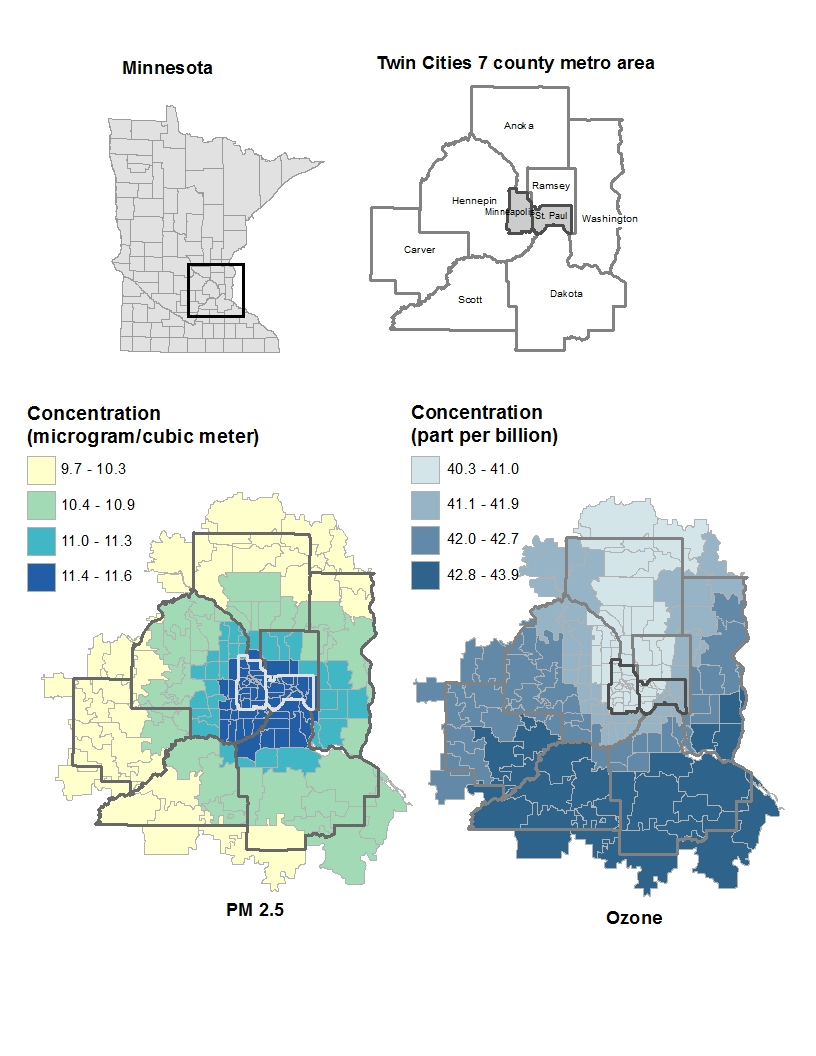 Minnesota
Twin Cities 7 county metro area
Anoka
Ramsey
Hennepin
Minneapolis
St. Paul
Washington
Carver
Scott
Dakota
Concentration
(microgram/cubic meter)
9.7 - 10.3
10.4 - 10.9
11.0 - 11.3
11.4 - 11.6
PM 2.5
Concentration
(part per billion)
40.3 - 41.0
41.1 - 41.9
42.0 - 42.7
42.8 - 43.9
Ozone